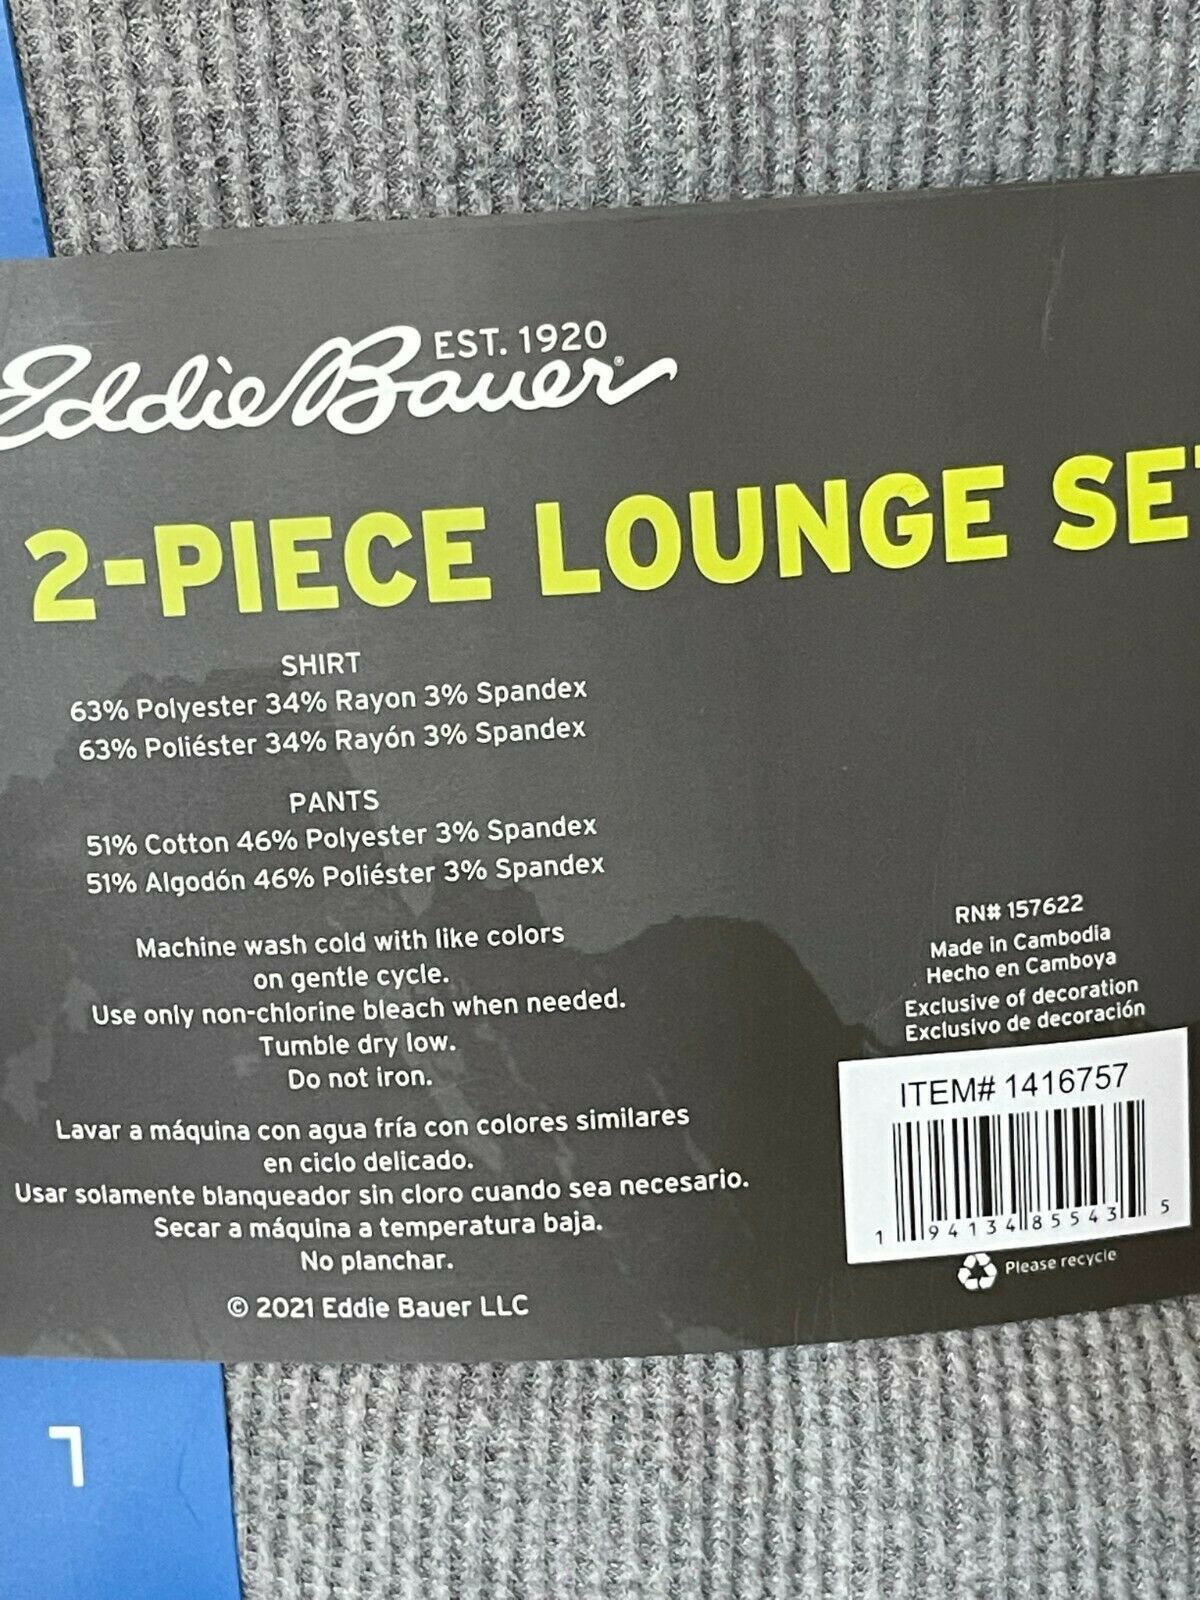 Eddie Bauer®
EST. 1920
2-PIECE LOUNGE SET
SHIRT
63% Polyester 34% Rayon 3% Spandex
63% Poliéster 34% Rayón 3% Spandex
PANTS
51% Cotton 46% Polyester 3% Spandex
51% Algodón 46% Poliéster 3% Spandex
Machine wash cold with like colors
on gentle cycle.
Use only non-chlorine bleach when needed.
Tumble dry low.
Do not iron.
Lavar a máquina con agua fría con colores similares
en ciclo delicado.
Usar solamente blanqueador sin cloro cuando sea necesario.
Secar a máquina a temperatura baja.
No planchar.
© 2021 Eddie Bauer LLC
RN# 157622
Made in Cambodia
Hecho en Camboya
Exclusive of decoration
Exclusivo de decoración
ITEM# 1416757
1 94134 85543 5
Please recycle
L